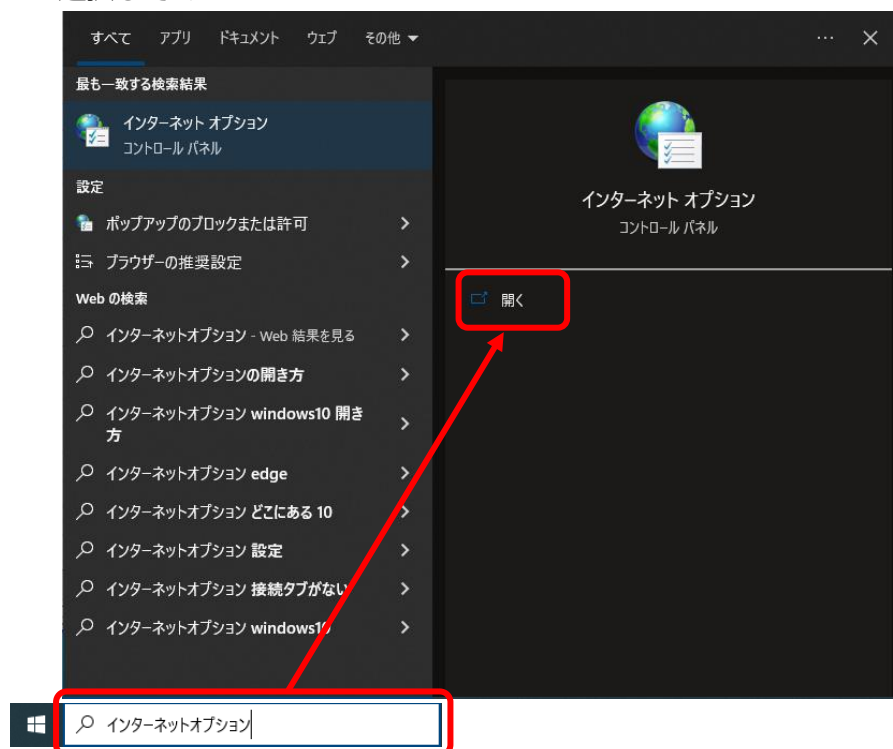 すべて アプリ ドキュメント ウェブ その他 ▼ … ×
最も一致する検索結果
インターネット オプション
コントロール パネル
設定
ポップアップのブロックまたは許可
ブラウザーの推奨設定
Web の検索
インターネットオプション - Web 結果を見る
インターネットオプションの開き方
インターネットオプション windows10 開き
方
インターネットオプション edge
インターネットオプション どこにある 10
インターネットオプション 設定
インターネットオプション 接続タブがない
インターネットオプション windows10
インターネット オプション
コントロール パネル
開く
インターネットオプション